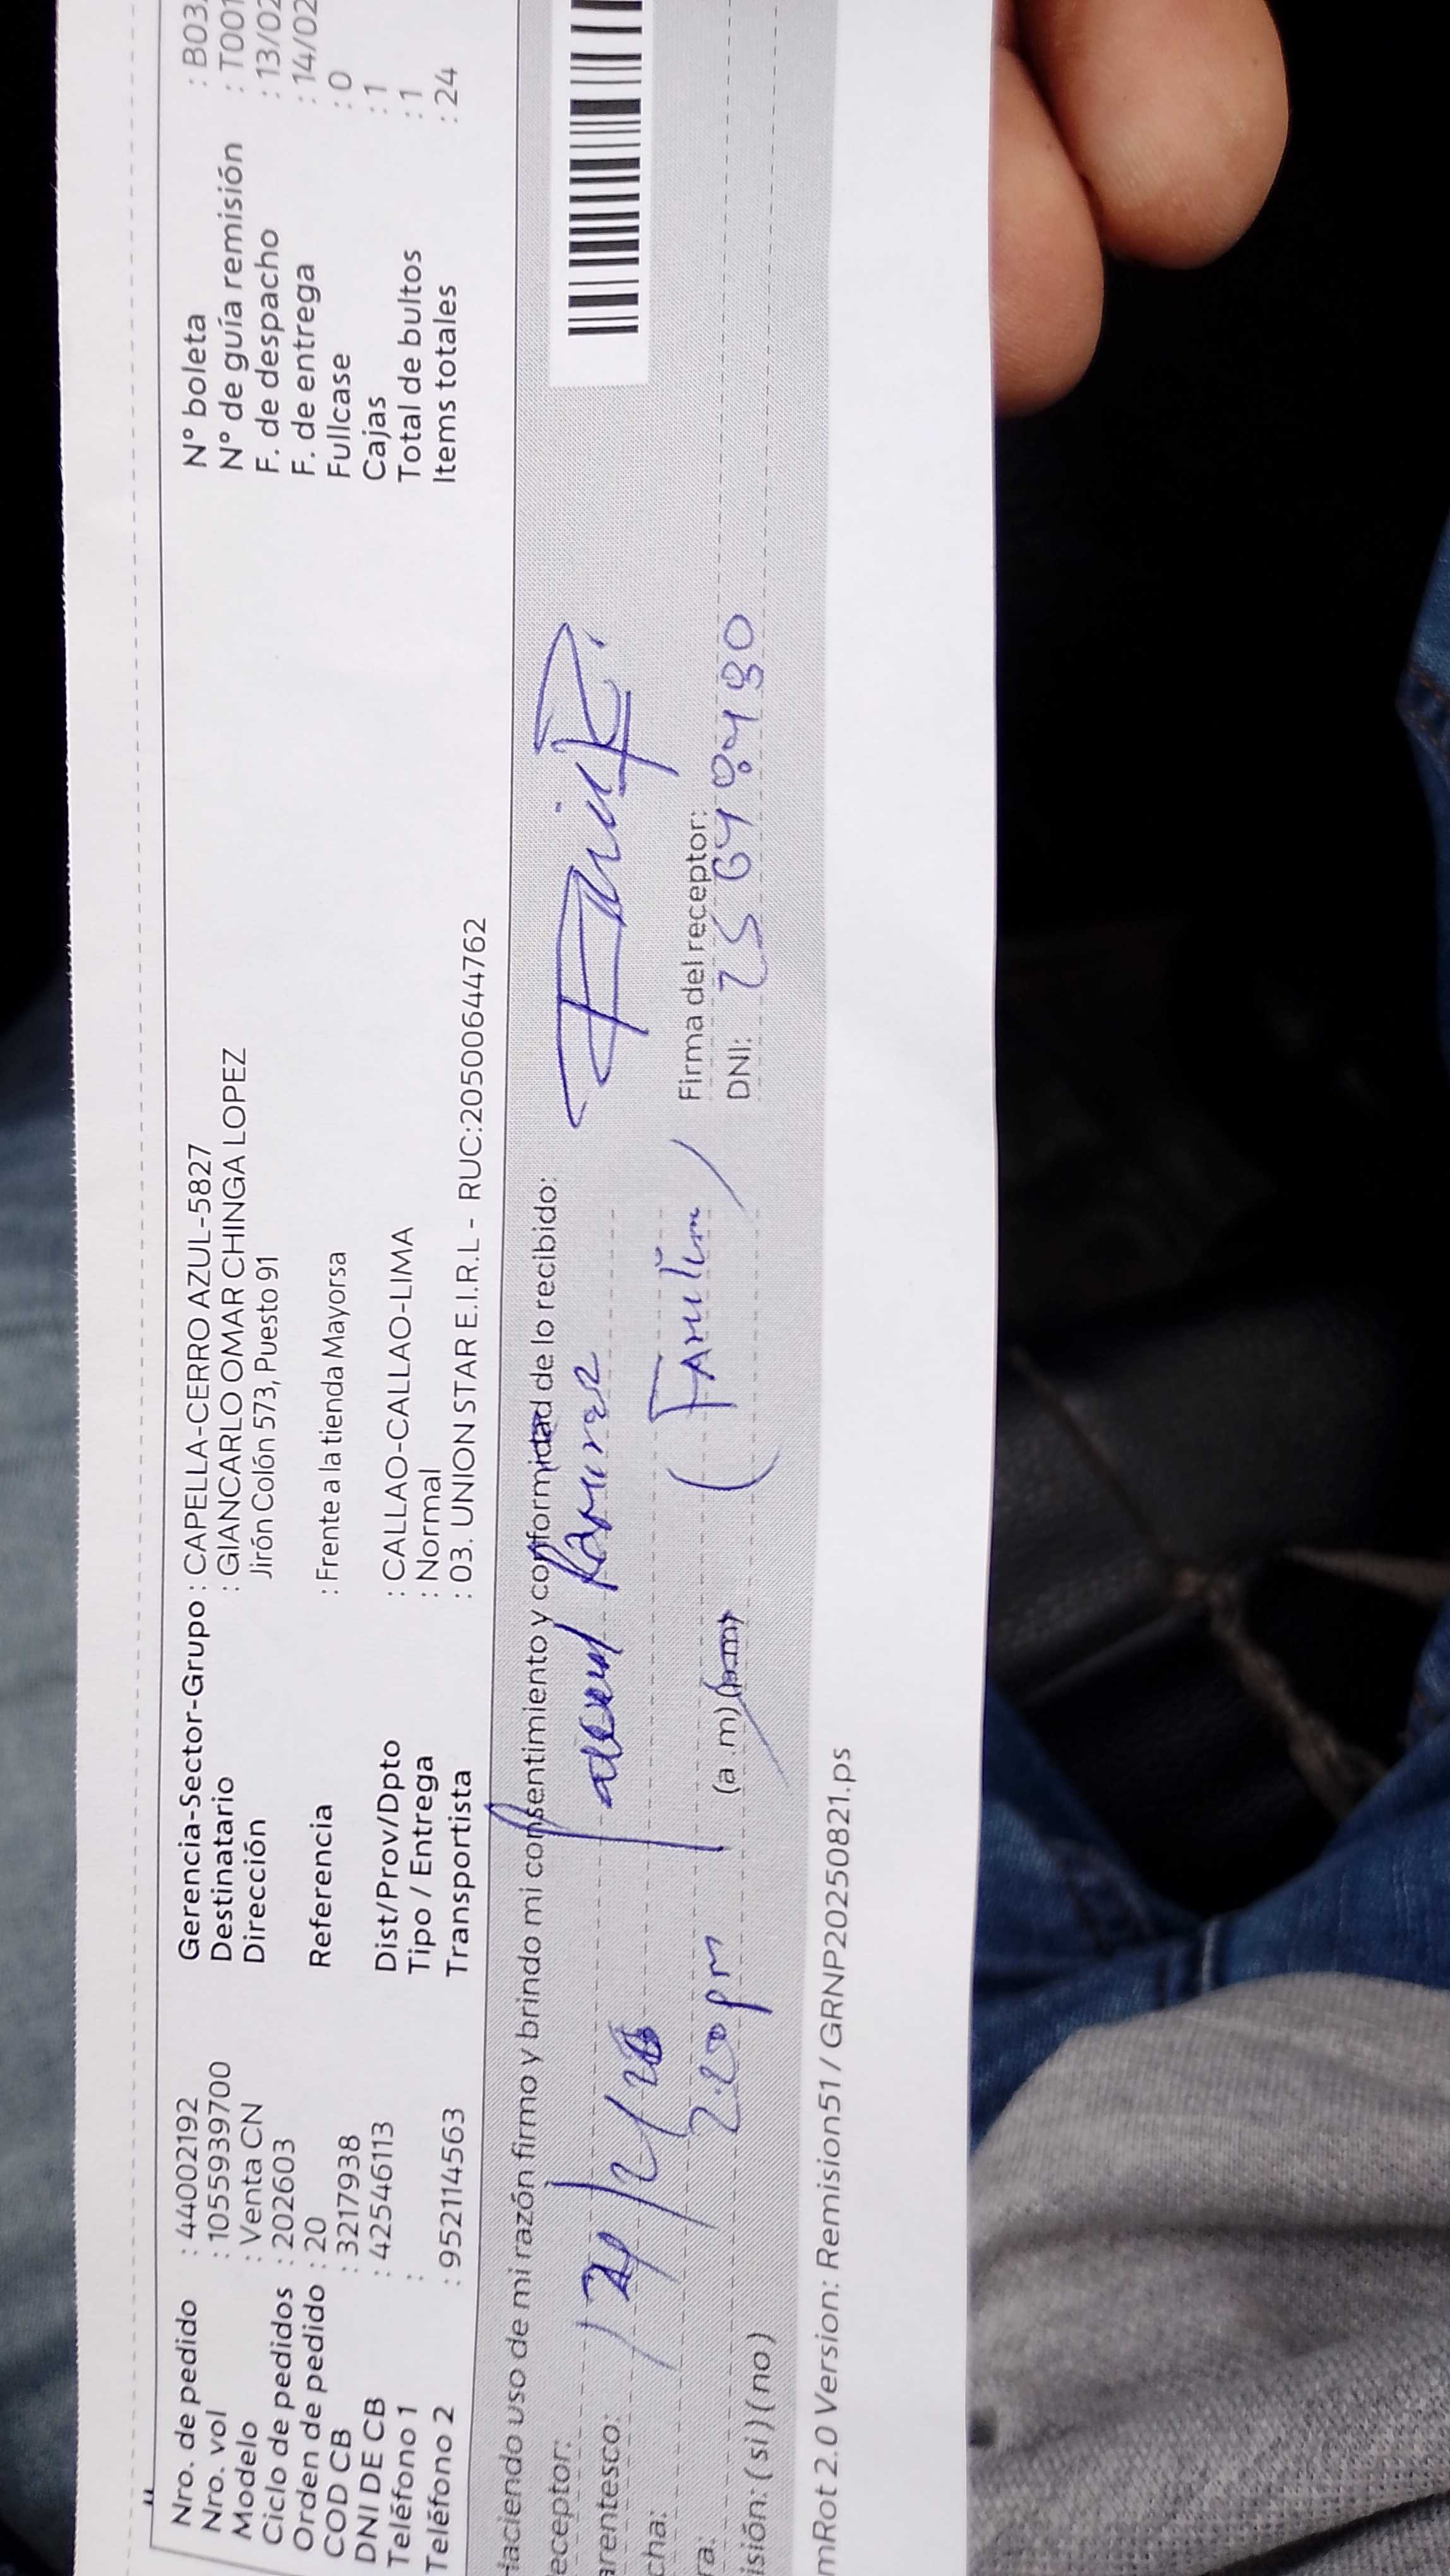 Nro. de pedido : 44002192 Gerencia-Sector-Grupo : CAPELLA-CERRO AZUL-5827 N° boleta : B03
Nro. vol : 1055939700 Destinatario : GIANCARLO OMAR CHINGA LOPEZ N° de guía remisión : T001
Modelo : Venta CN Dirección Jirón Colón 573, Puesto 91 F. de despacho : 13/02
Ciclo de pedidos : 202603 F. de entrega : 14/02
Orden de pedido : 20 Referencia : Frente a la tienda Mayorsa Fullcase : 0
COD CB : 3217938 Cajas : 1
DNI DE CB : 42546113 Dist/Prov/Dpto : CALLAO-CALLAO-LIMA Total de bultos : 1
Teléfono 1 : Tipo / Entrega : Normal Items totales : 24
Teléfono 2 : 952114563 Transportista : 03. UNION STAR E.I.R.L - RUC:20500644762
Haciendo uso de mi razón firmo y brindo mi consentimiento y conformidad de lo recibido:
eceptor: Ramirez
arentesco:
cha: Firma del receptor:
ra: 2:20 pm (a .m) (p.m) DNI: 25698480
isión: (si) (no)
mRot 2.0 Version: Remision51 / GRNP20250821.ps